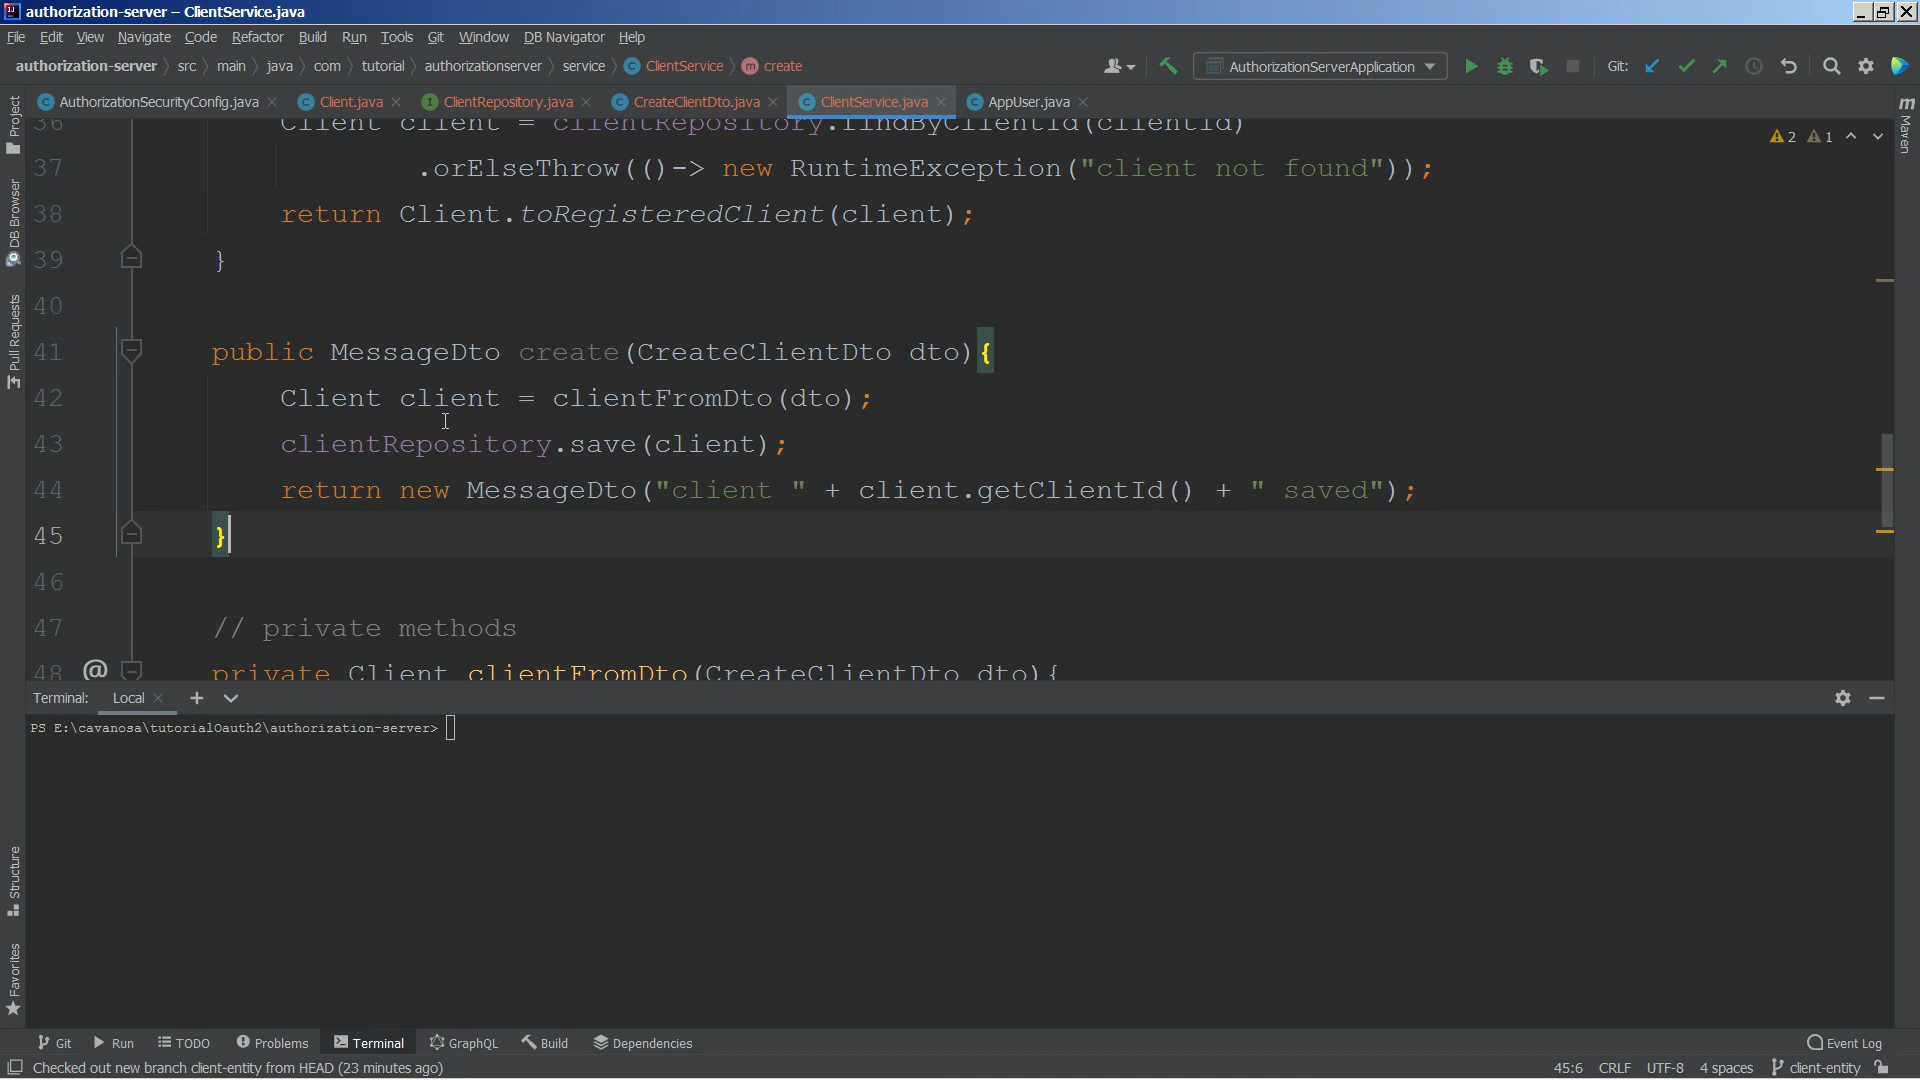 authorization-server – ClientService.java
File Edit View Navigate Code Refactor Build Run Tools Git Window DB Navigator Help
authorization-server src main java com tutorial authorizationserver service ClientService create AuthorizationServerApplication Git:
AuthorizationSecurityConfig.java Client.java ClientRepository.java CreateClientDto.java ClientService.java AppUser.java
36 Client client = clientRepository.findByClientId(clientId)
2 1
37 .orElseThrow(()-> new RuntimeException("client not found"));
38 return Client.toRegisteredClient(client);
39 }
40
41 public MessageDto create(CreateClientDto dto){
42 Client client = clientFromDto(dto);
43 clientRepository.save(client);
44 return new MessageDto("client " + client.getClientId() + " saved");
45 }
46
47 // private methods
48 @ private Client clientFromDto(CreateClientDto dto){
Project
DB Browser
Pull Requests
Structure
Favorites
m Maven
Terminal: Local
PS E:\cavanosa\tutorialOauth2\authorization-server>
Git Run TODO Problems Terminal GraphQL Build Dependencies Event Log
Checked out new branch client-entity from HEAD (23 minutes ago) 45:6 CRLF UTF-8 4 spaces client-entity